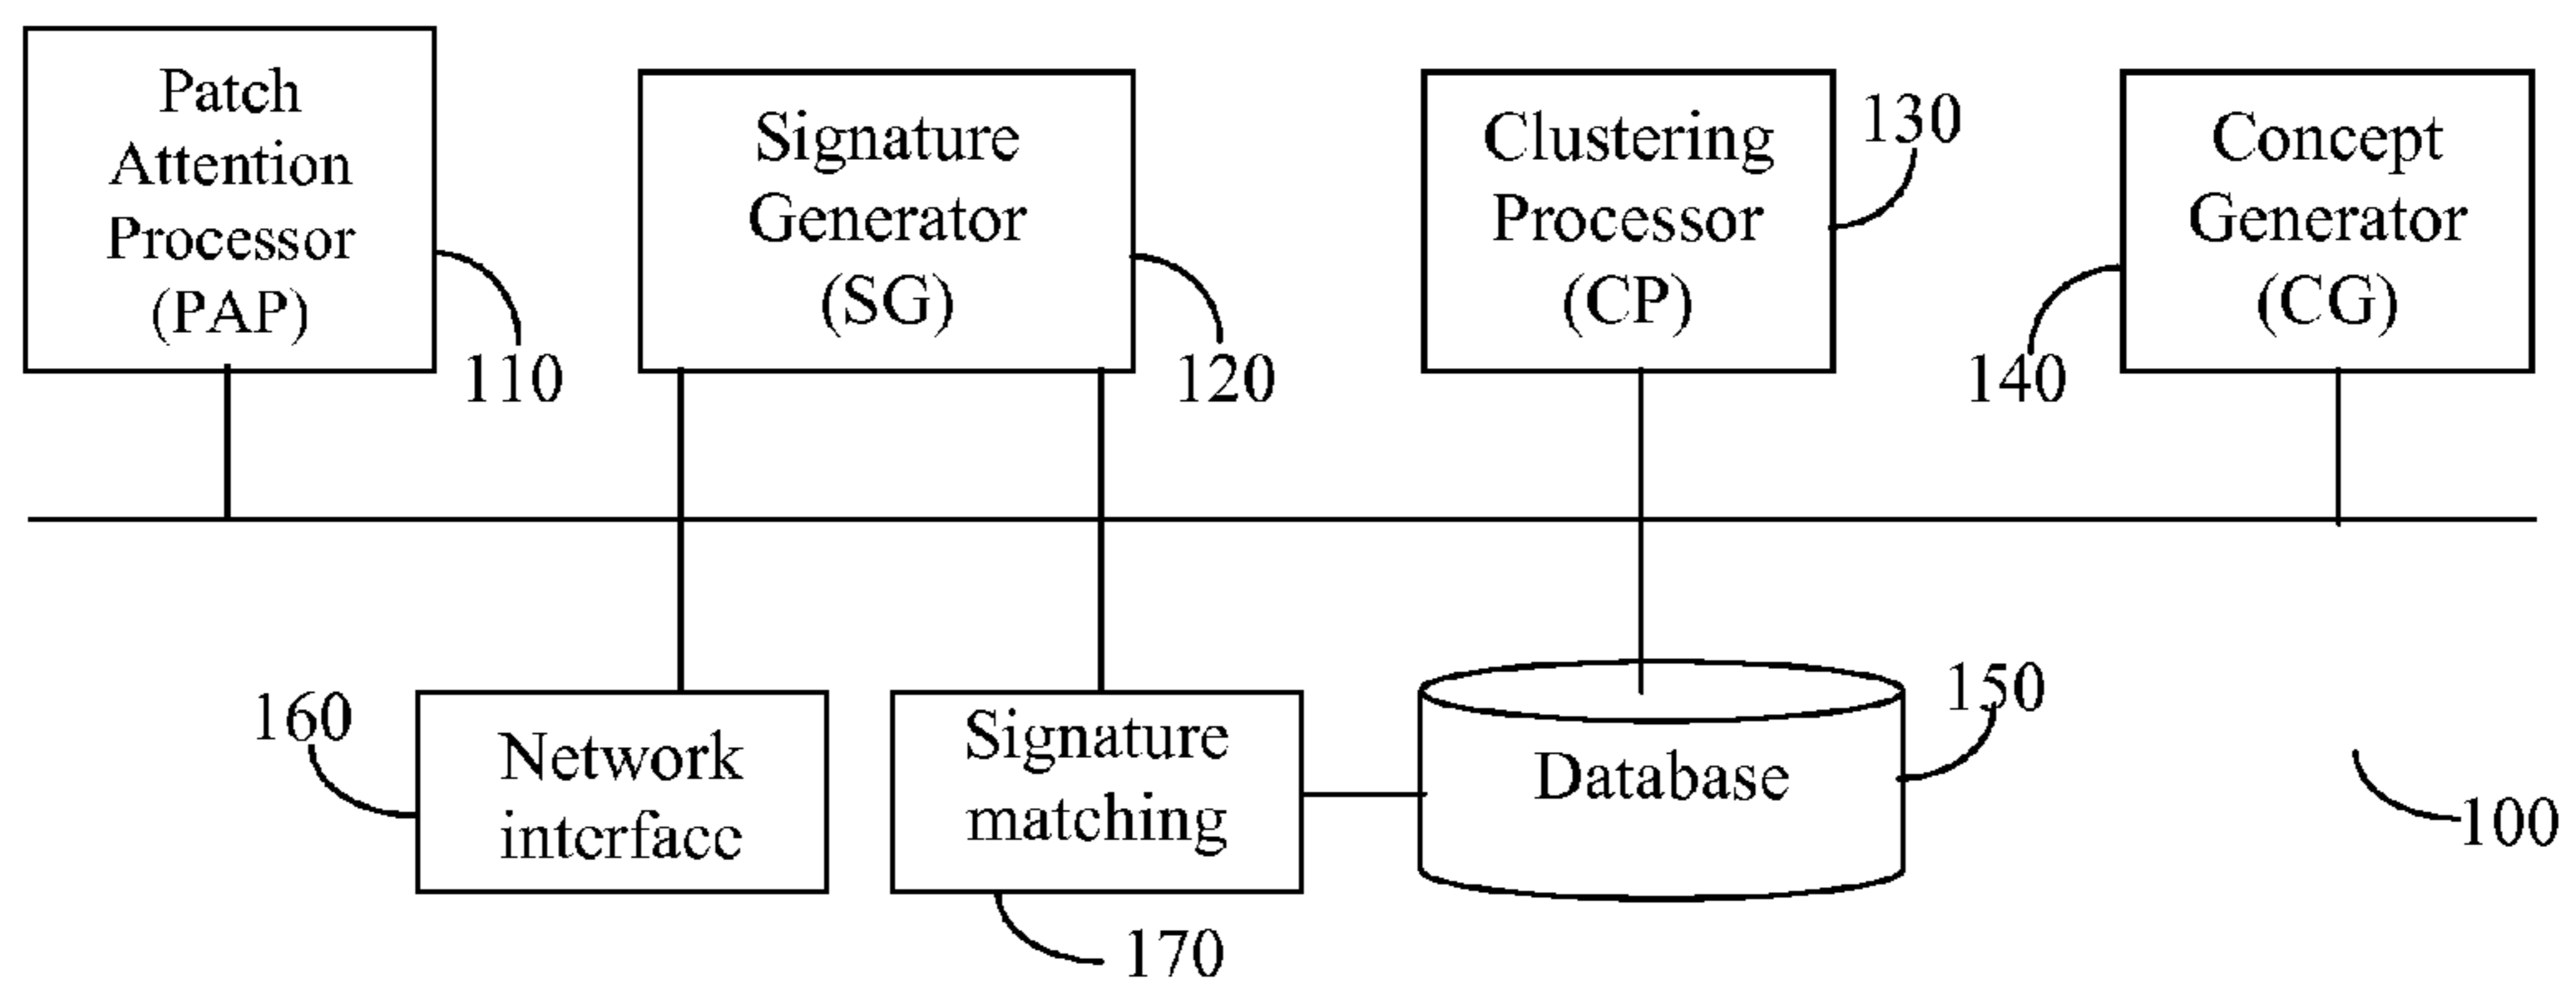 Patch
Attention
Processor
(PAP)
110
Signature
Generator
(SG)
120
Clustering
Processor
(CP)
130
Concept
Generator
(CG)
140
160
Network
interface
Signature
matching
170
Database
150
100